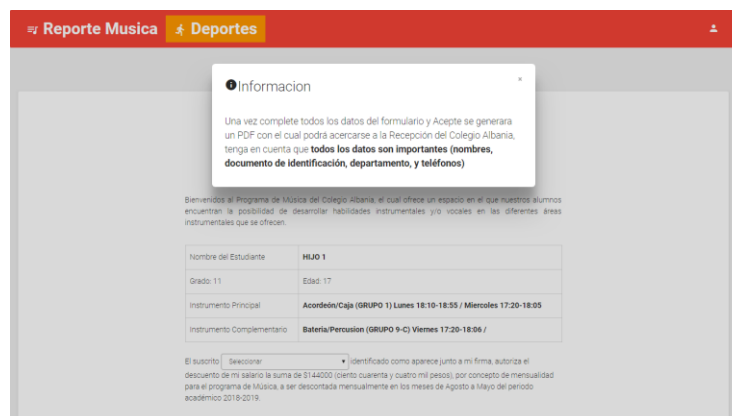 Reporte Musica Deportes
Informacion ×
Una vez complete todos los datos del formulario y Acepte se generara
un PDF con el cual podrá acercarse a la Recepción del Colegio Albania,
tenga en cuenta que todos los datos son importantes (nombres,
documento de identificación, departamento, y teléfonos)
Bienvenidos al Programa de Música del Colegio Albania, el cual ofrece un espacio en el que nuestros alumnos
encuentran la posibilidad de desarrollar habilidades instrumentales y/o vocales en las diferentes áreas
instrumentales que se ofrecen.
Nombre del Estudiante HIJO 1
Grado: 11 Edad: 17
Instrumento Principal Acordeón/Caja (GRUPO 1) Lunes 18:10-18:55 / Miercoles 17:20-18:05
Instrumento Complementario Bateria/Percusion (GRUPO 9-C) Viernes 17:20-18:06 /
El suscrito Seleccionar identificado como aparece junto a mi firma, autoriza el
descuento de mi salario la suma de $144000 (ciento cuarenta y cuatro mil pesos), por concepto de mensualidad
para el programa de Música, a ser descontada mensualmente en los meses de Agosto a Mayo del periodo
académico 2018-2019.